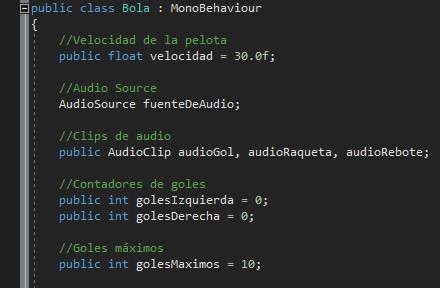 public class Bola : MonoBehaviour
{
//Velocidad de la pelota
public float velocidad = 30.0f;
//Audio Source
AudioSource fuenteDeAudio;
//Clips de audio
public AudioClip audioGol, audioRaqueta, audioRebote;
//Contadores de goles
public int golesIzquierda = 0;
public int golesDerecha = 0;
//Goles máximos
public int golesMaximos = 10;